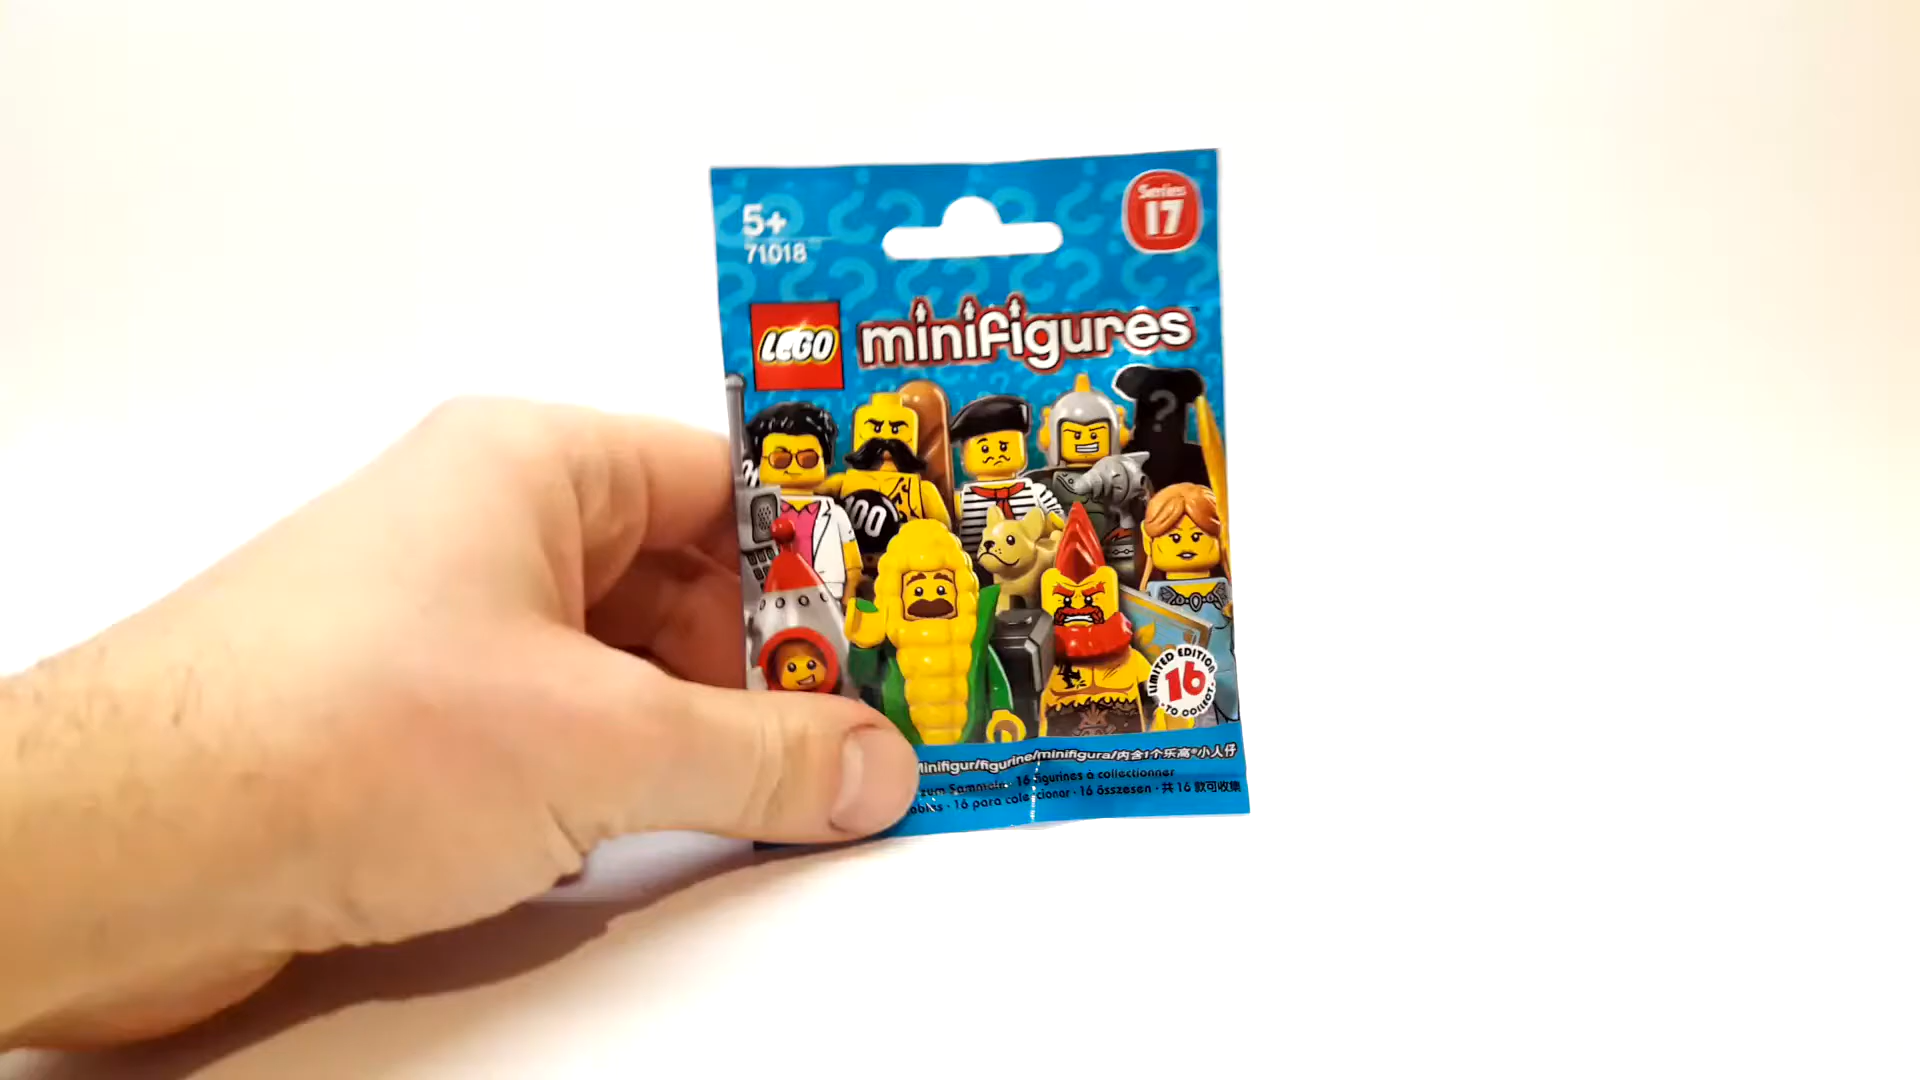 5+
71018
Series
17
LEGO
minifigures
100
?
LIMITED EDITION
16
TO COLLECT
Minifigur/figurine/minifigura/内含1个乐高®小人仔
zum Sammeln · 16 figurines à collectionner
16 para coleccionar · 16 összesen · 共 16 款可收集